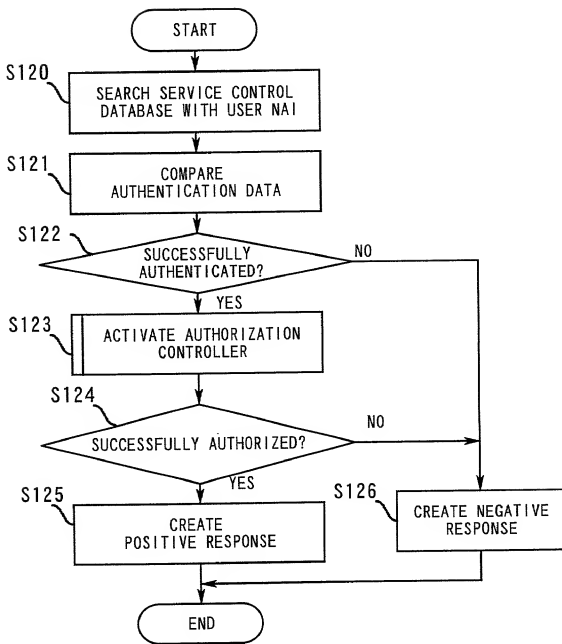 START
S120
SEARCH SERVICE CONTROL
DATABASE WITH USER NAI
S121
COMPARE
AUTHENTICATION DATA
S122
SUCCESSFULLY
AUTHENTICATED?
NO
YES
S123
ACTIVATE AUTHORIZATION
CONTROLLER
S124
SUCCESSFULLY AUTHORIZED?
NO
YES
S125
CREATE
POSITIVE RESPONSE
S126
CREATE NEGATIVE
RESPONSE
END